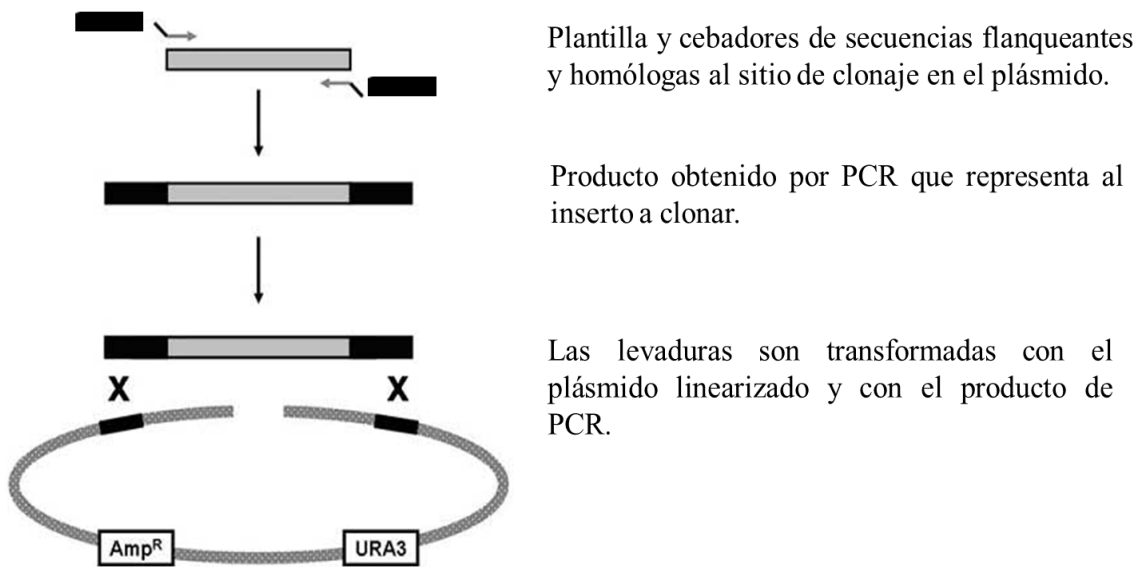 Plantilla y cebadores de secuencias flanqueantes
y homólogas al sitio de clonaje en el plásmido.
Producto obtenido por PCR que representa al
inserto a clonar.
Las levaduras son transformadas con el
plásmido linearizado y con el producto de
PCR.
X X
Amp^R URA3